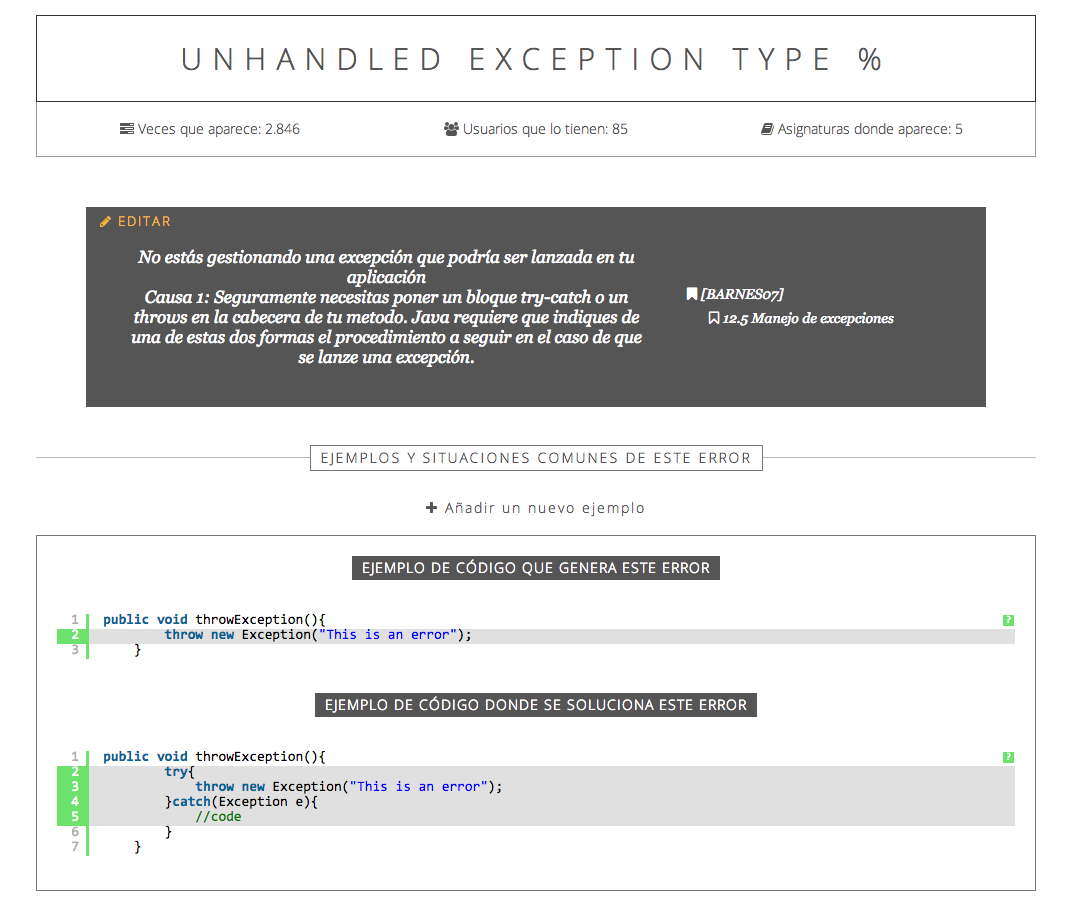 UNHANDLED EXCEPTION TYPE %
Veces que aparece: 2.846
Usuarios que lo tienen: 85
Asignaturas donde aparece: 5
EDITAR
No estás gestionando una excepción que podría ser lanzada en tu
aplicación
Causa 1: Seguramente necesitas poner un bloque try-catch o un
throws en la cabecera de tu metodo. Java requiere que indiques de
una de estas dos formas el procedimiento a seguir en el caso de que
se lanze una excepción.
[BARNES07]
12.5 Manejo de excepciones
EJEMPLOS Y SITUACIONES COMUNES DE ESTE ERROR
Añadir un nuevo ejemplo
EJEMPLO DE CÓDIGO QUE GENERA ESTE ERROR
1 public void throwException(){ ?
2 throw new Exception("This is an error");
3 }
EJEMPLO DE CÓDIGO DONDE SE SOLUCIONA ESTE ERROR
1 public void throwException(){ ?
2 try{
3 throw new Exception("This is an error");
4 }catch(Exception e){
5 //code
6 }
7 }